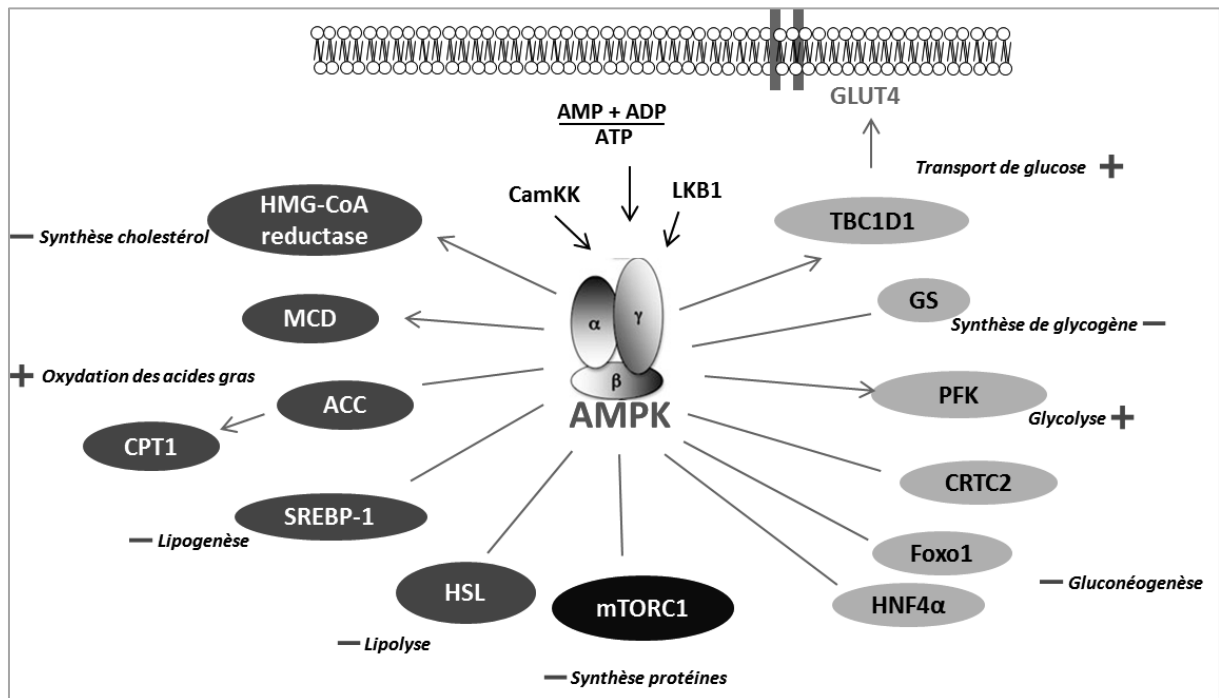 GLUT4
AMP + ADP
ATP
Transport de glucose +
CamKK
LKB1
HMG-CoA
reductase
TBC1D1
− Synthèse cholestérol
α
γ
β
AMPK
GS
Synthèse de glycogène −
MCD
+ Oxydation des acides gras
ACC
PFK
Glycolyse +
CPT1
CRTC2
SREBP-1
− Lipogenèse
Foxo1
− Gluconéogenèse
HNF4α
HSL
mTORC1
− Lipolyse
− Synthèse protéines